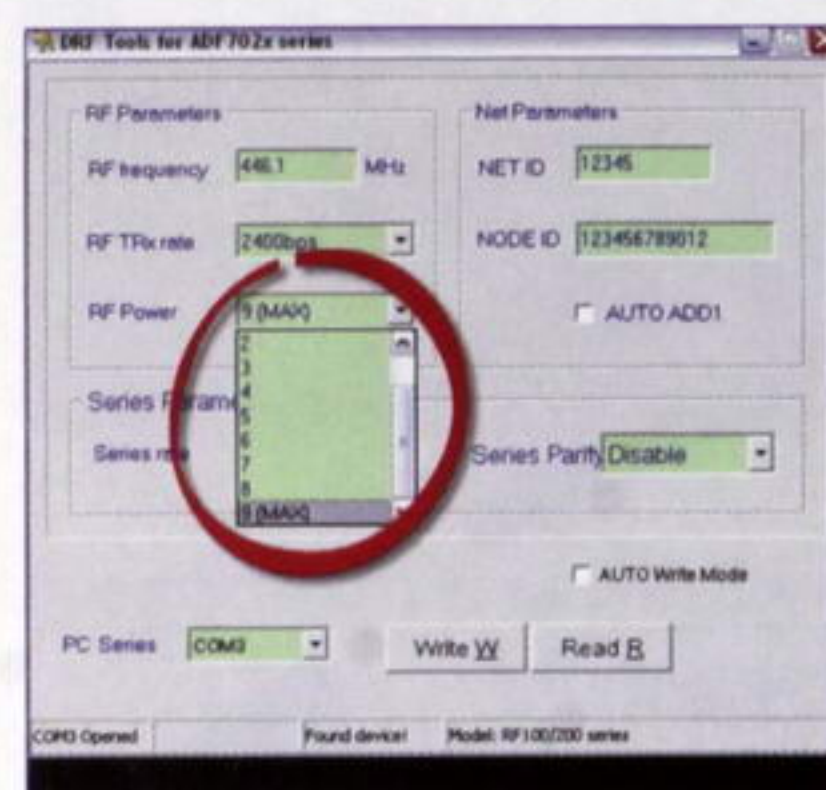 DRF Tools for ADF702x series
RF Parameters
RF frequency 446.1 MHz
RF TRx rate 2400bps
RF Power 9 (MAX)
2
3
4
5
6
7
8
9 (MAX)
Net Parameters
NET ID 12345
NODE ID 123456789012
AUTO ADD1
Series
Series
Series Parity Disable
AUTO Write Mode
PC Series COM3
Write W
Read R
COM3 Opened
Found device!
Model: RF100/200 series